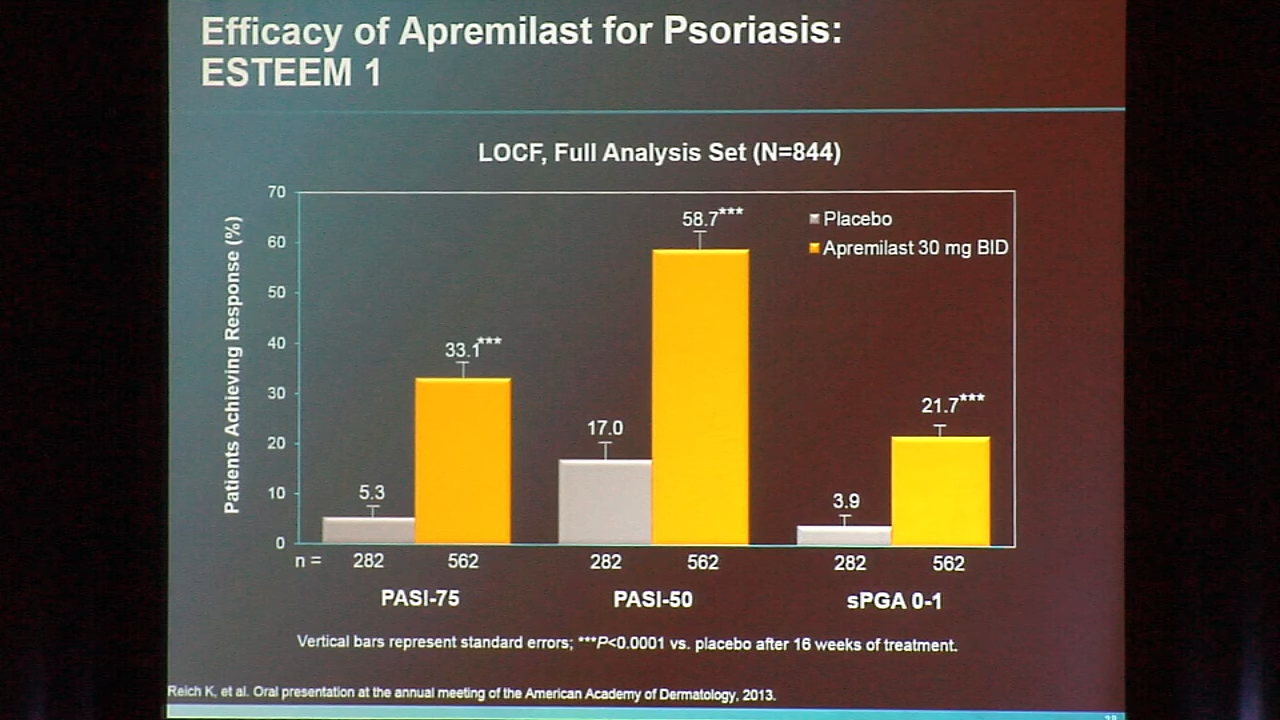 Efficacy of Apremilast for Psoriasis:
ESTEEM 1
LOCF, Full Analysis Set (N=844)
Patients Achieving Response (%)
70
60
50
40
30
20
10
0
Placebo
Apremilast 30 mg BID
5.3
33.1***
17.0
58.7***
3.9
21.7***
n = 282 562 282 562 282 562
PASI-75 PASI-50 sPGA 0-1
Vertical bars represent standard errors; ***P<0.0001 vs. placebo after 16 weeks of treatment.
Reich K, et al. Oral presentation at the annual meeting of the American Academy of Dermatology, 2013.